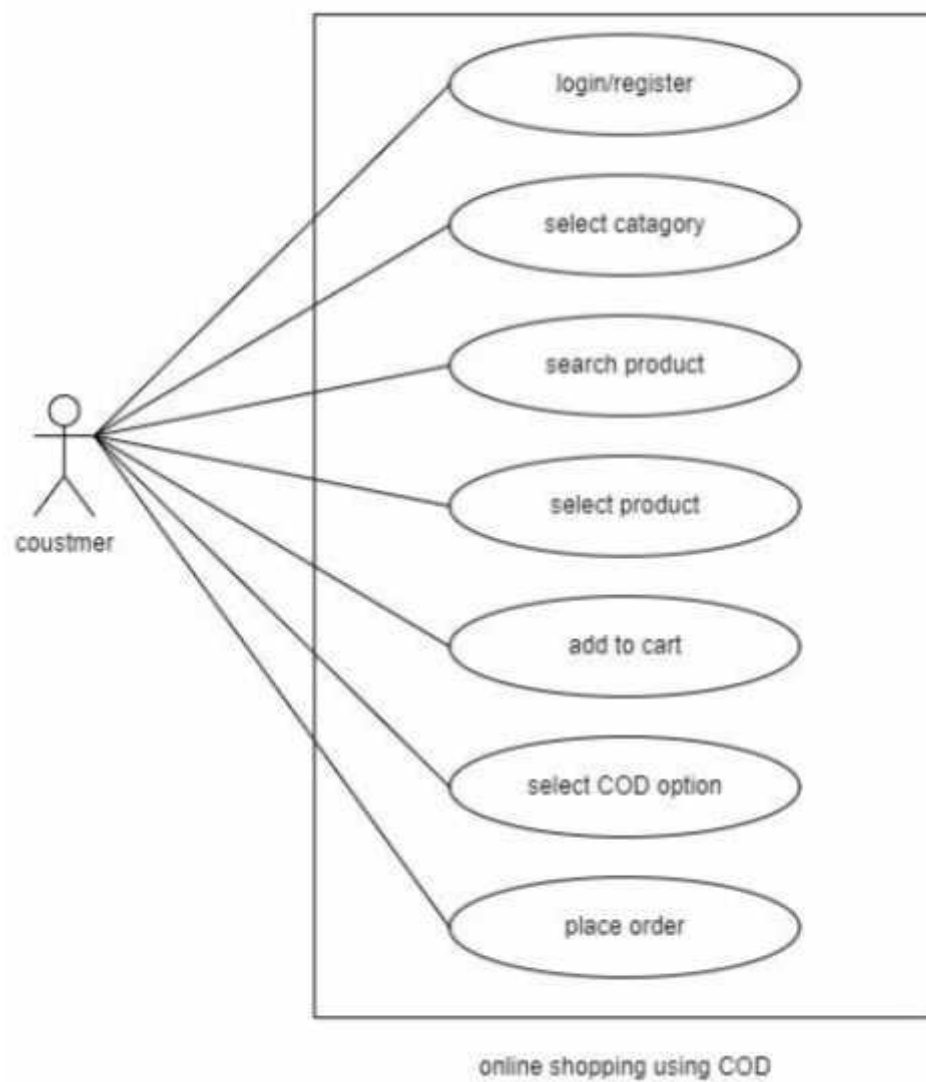 login/register
select catagory
search product
select product
coustmer
add to cart
select COD option
place order
online shopping using COD